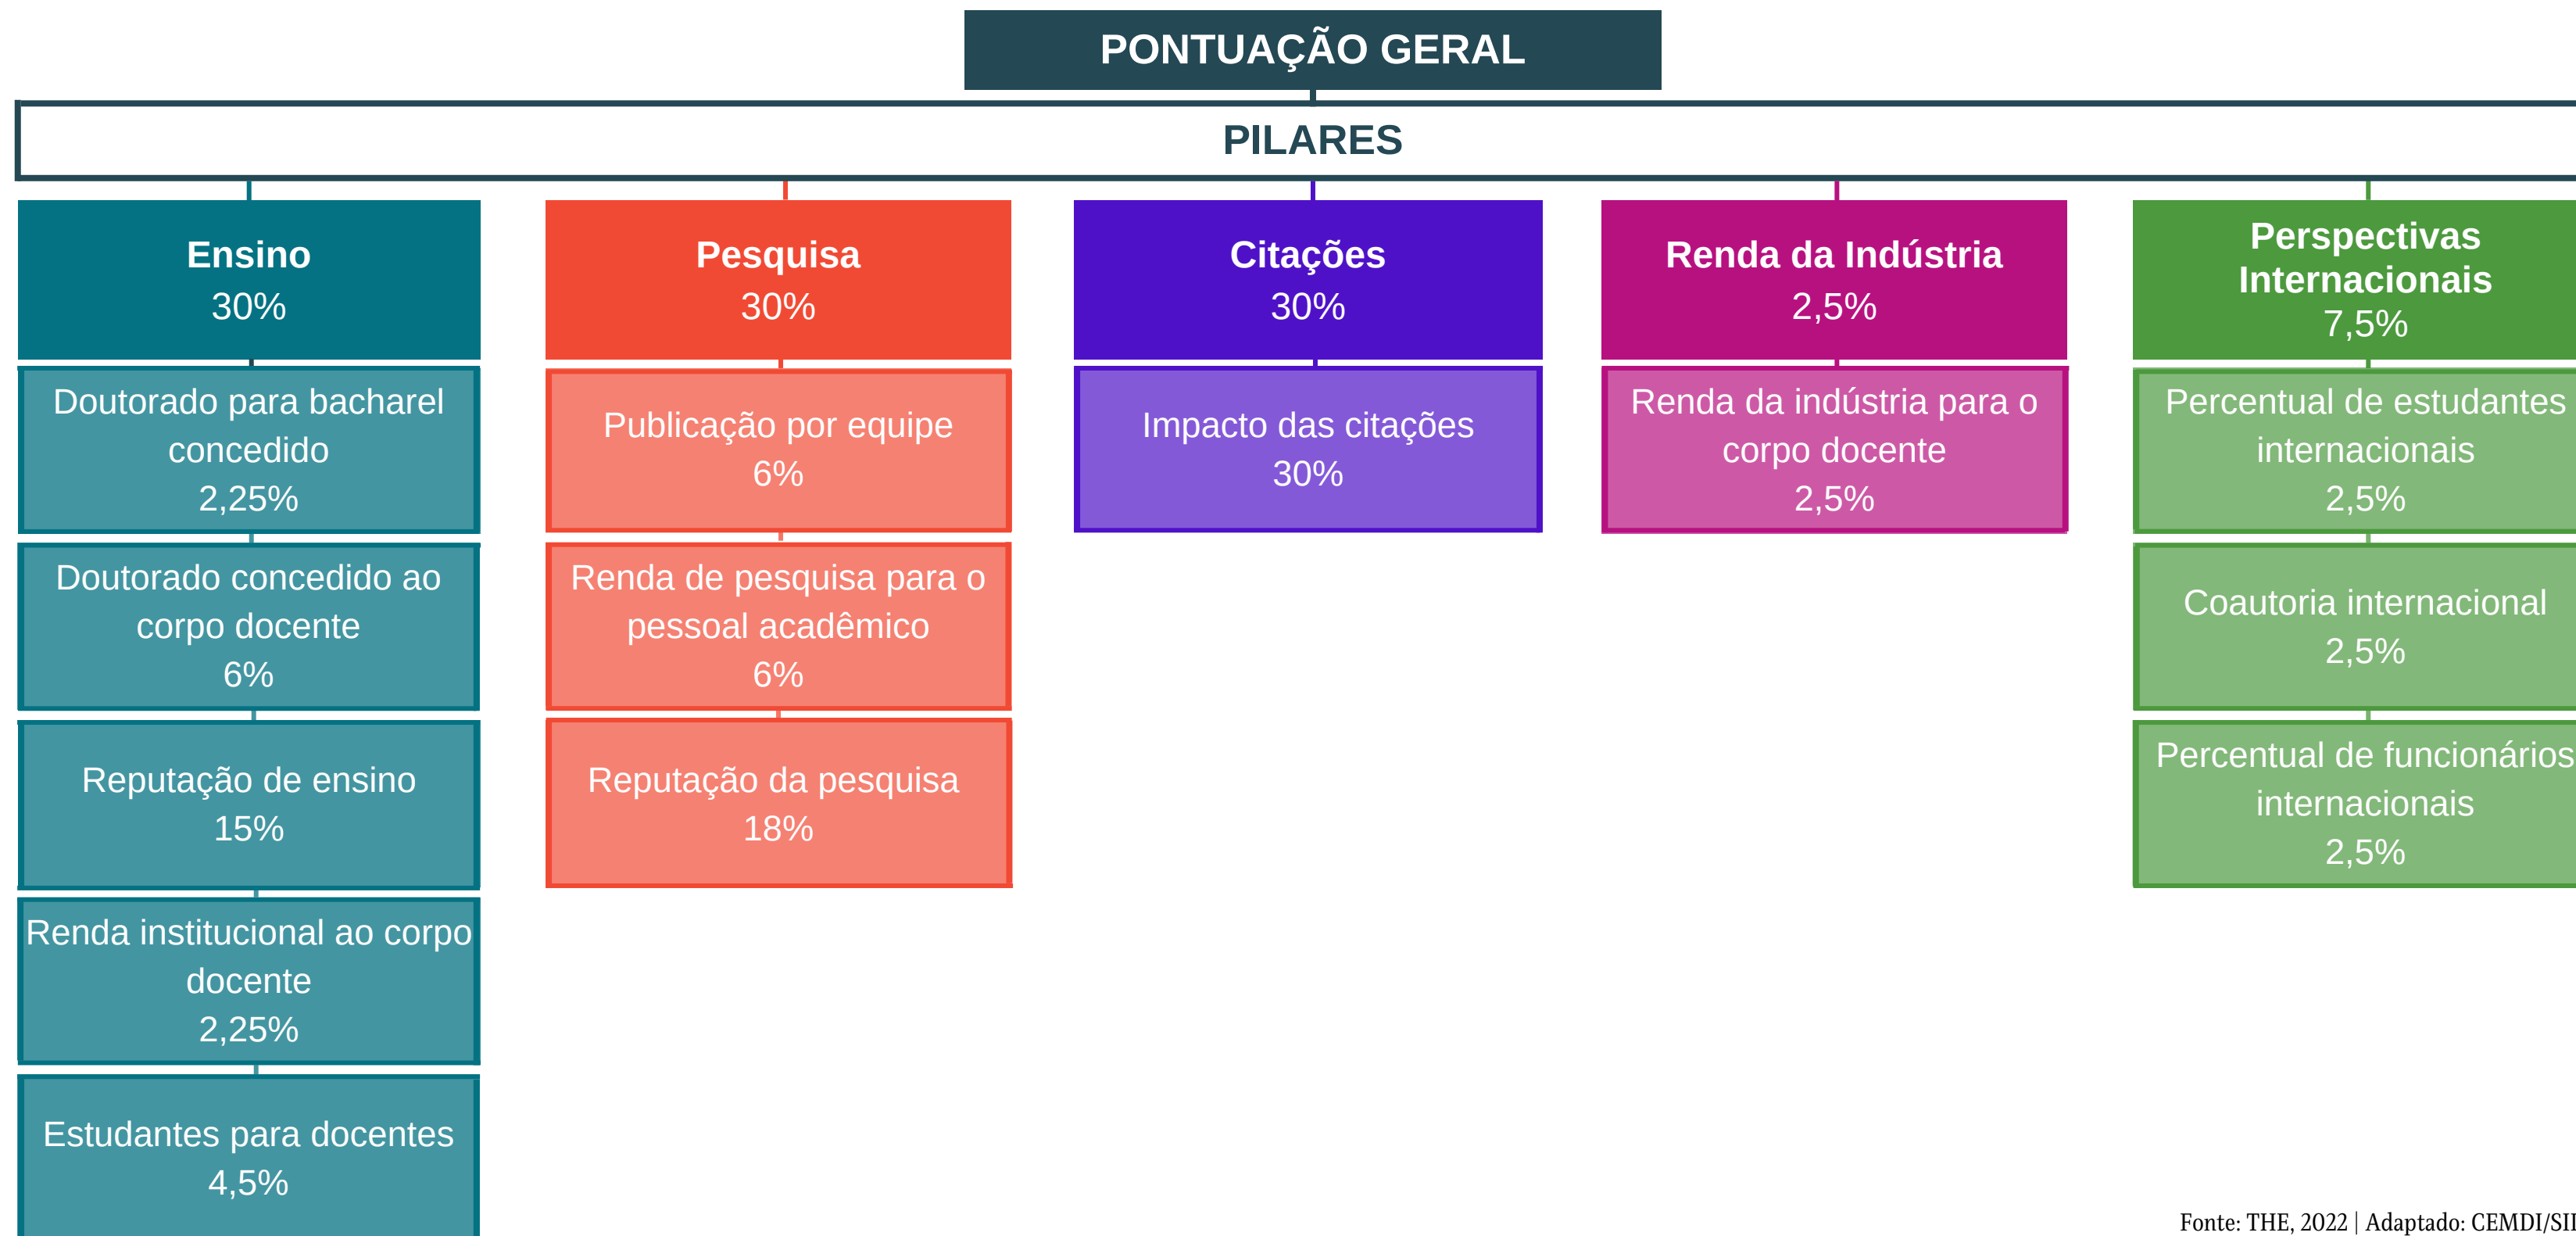 PONTUAÇÃO GERAL
PILARES
Ensino
30%
Doutorado para bacharel
concedido
2,25%
Doutorado concedido ao
corpo docente
6%
Reputação de ensino
15%
Renda institucional ao corpo
docente
2,25%
Estudantes para docentes
4,5%
Pesquisa
30%
Publicação por equipe
6%
Renda de pesquisa para o
pessoal acadêmico
6%
Reputação da pesquisa
18%
Citações
30%
Impacto das citações
30%
Renda da Indústria
2,5%
Renda da indústria para o
corpo docente
2,5%
Perspectivas
Internacionais
7,5%
Percentual de estudantes
internacionais
2,5%
Coautoria internacional
2,5%
Percentual de funcionários
internacionais
2,5%
Fonte: THE, 2022 | Adaptado: CEMDI/